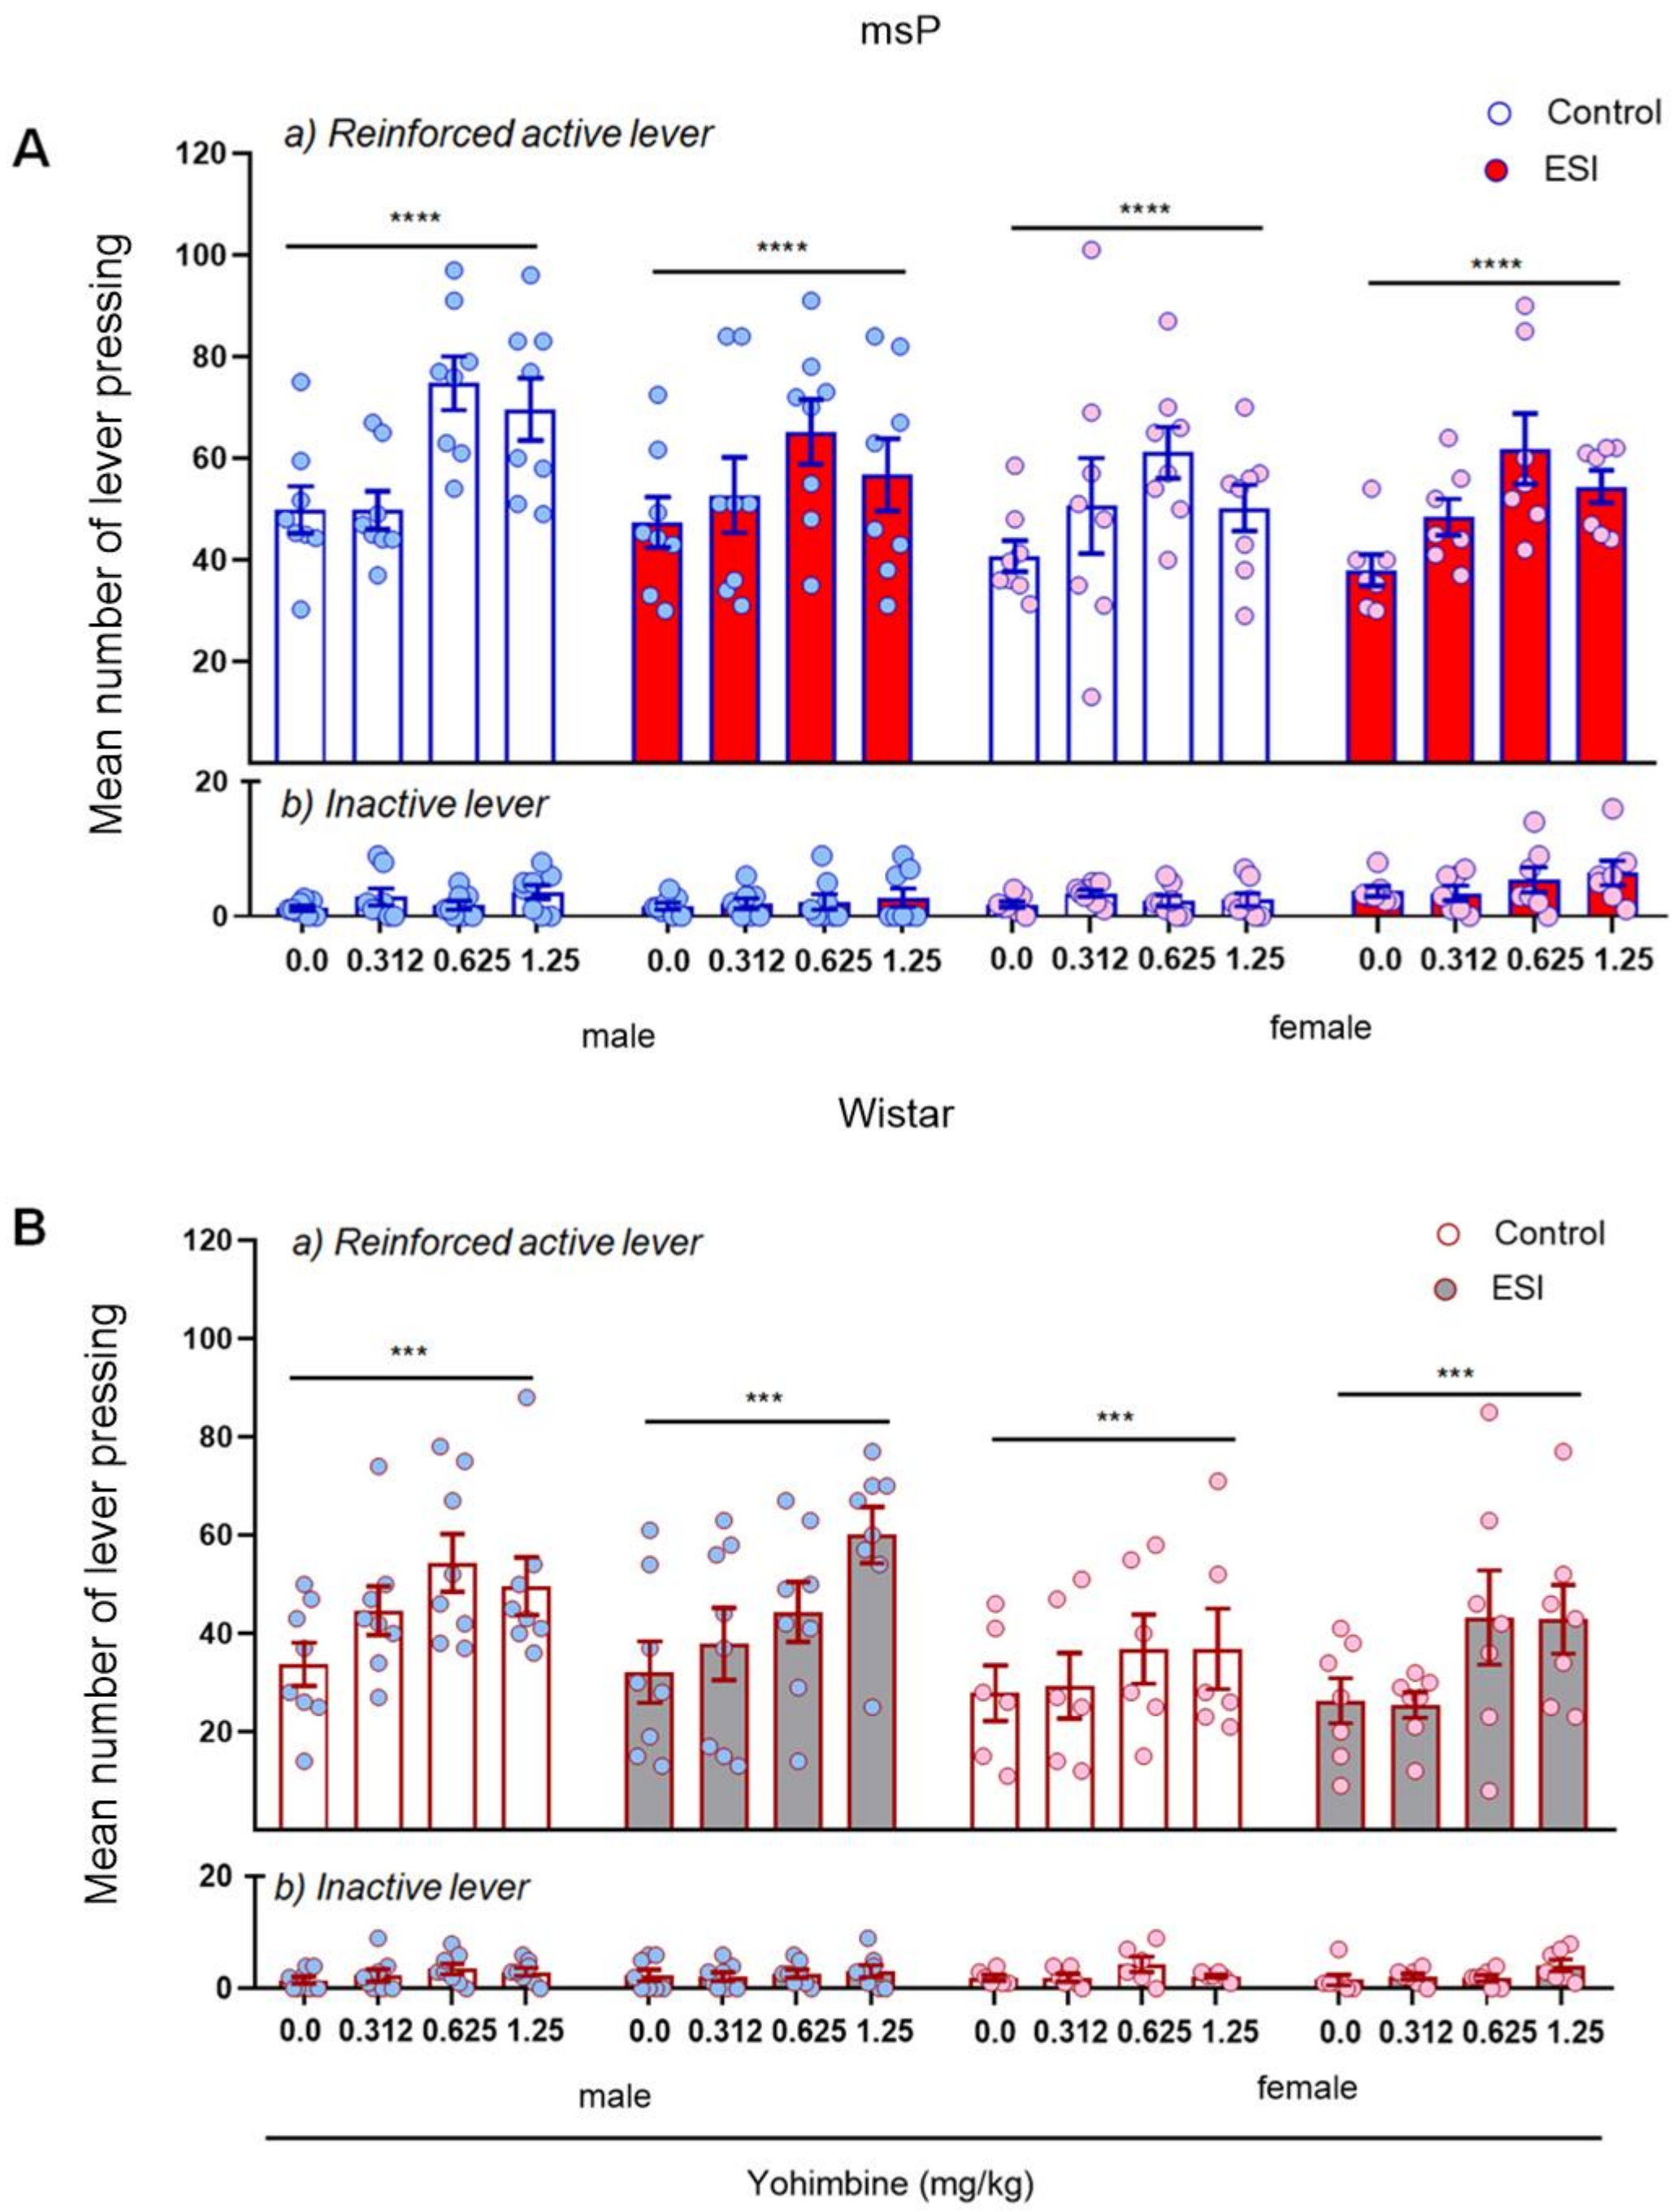 msP
A
a) Reinforced active lever
Control
ESI
Mean number of lever pressing
120
100
80
60
40
20
****
****
****
****
20
0
b) Inactive lever
0.0 0.312 0.625 1.25 0.0 0.312 0.625 1.25 0.0 0.312 0.625 1.25 0.0 0.312 0.625 1.25
male female
Wistar
B
a) Reinforced active lever
Control
ESI
Mean number of lever pressing
120
100
80
60
40
20
***
***
***
***
20
0
b) Inactive lever
0.0 0.312 0.625 1.25 0.0 0.312 0.625 1.25 0.0 0.312 0.625 1.25 0.0 0.312 0.625 1.25
male female
Yohimbine (mg/kg)